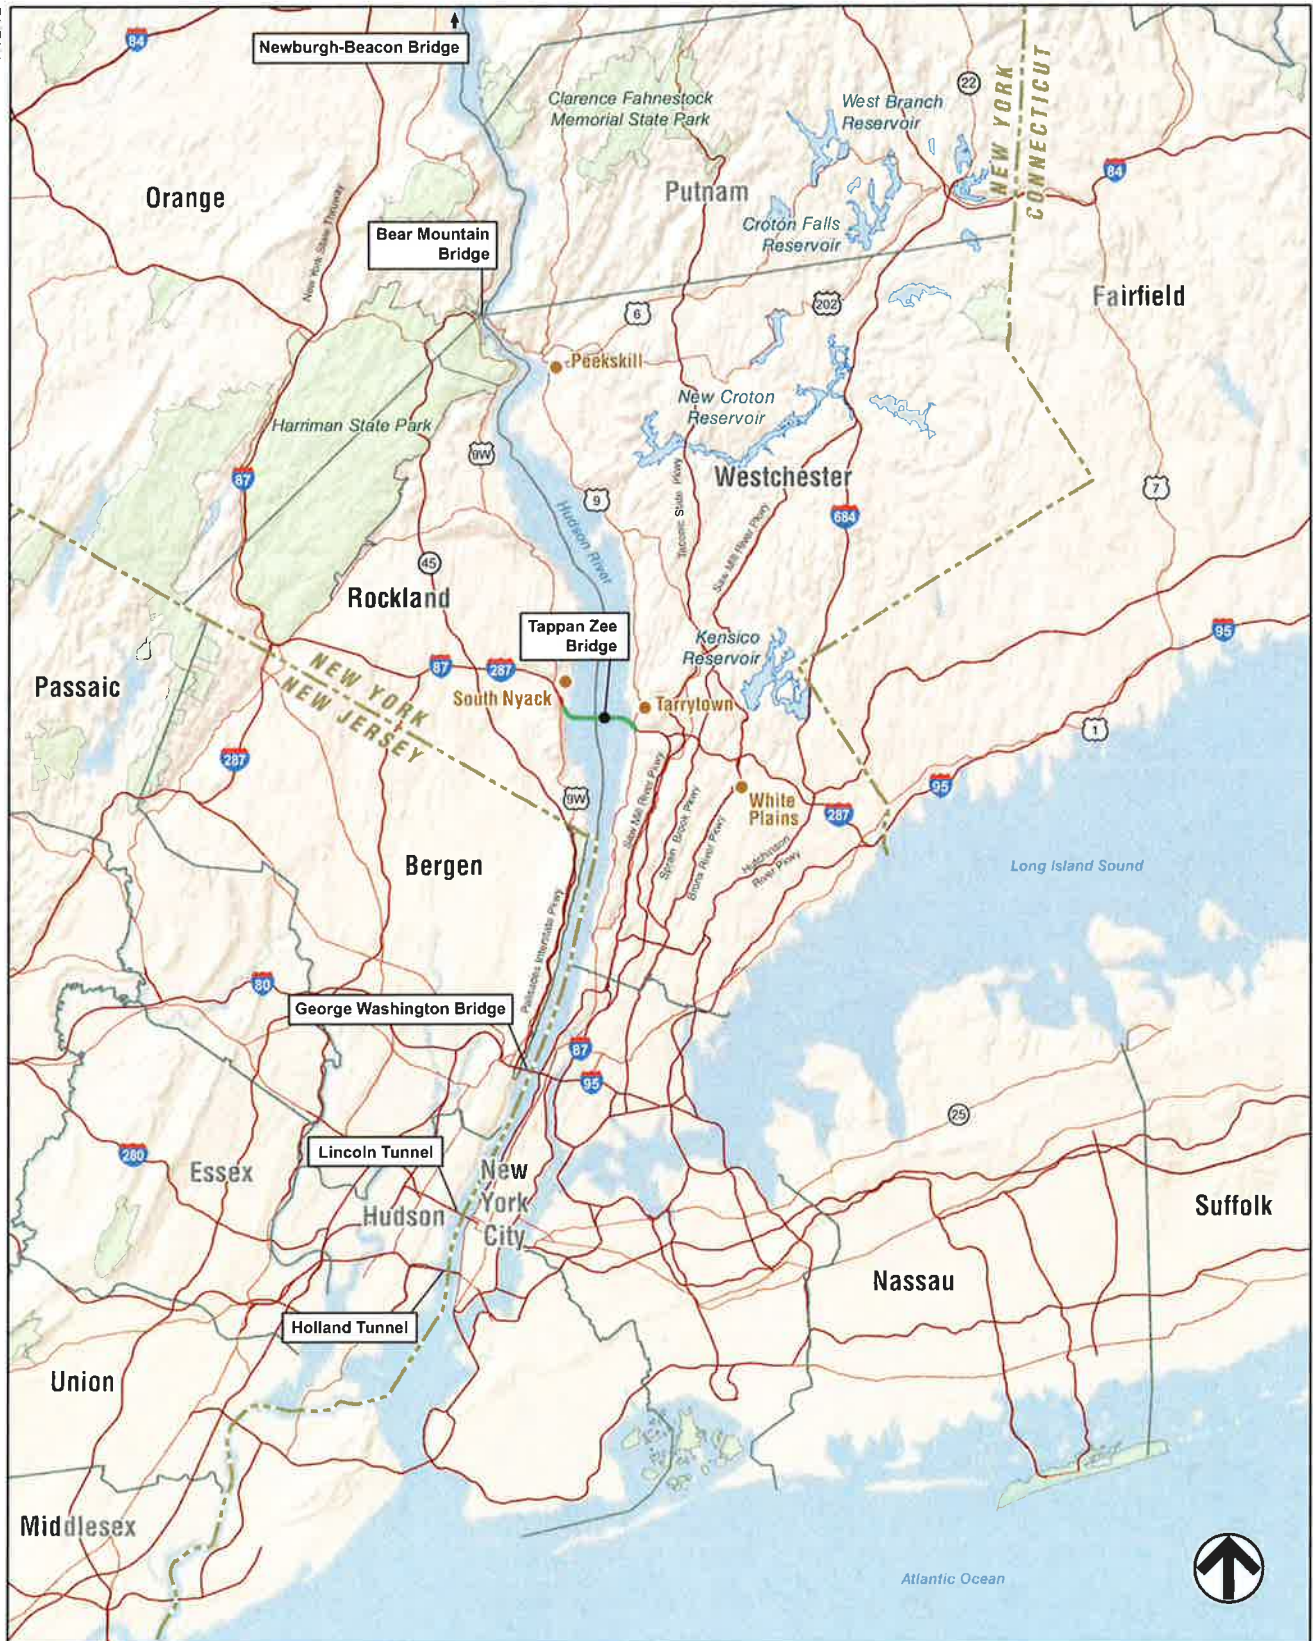 84
Newburgh-Beacon Bridge
22
NEW YORK
CONNECTICUT
Clarence Fahnestock
Memorial State Park
West Branch
Reservoir
84
Orange
New York State Thruway
Putnam
Bear Mountain
Bridge
Croton Falls
Reservoir
Fairfield
6
202
Peekskill
New Croton
Reservoir
Harriman State Park
9W
87
9
Westchester
7
Taconic State Pkwy
Saw Mill River Pkwy
684
Hudson River
45
Rockland
Tappan Zee
Bridge
Kensico
Reservoir
95
Passaic
NEW YORK
NEW JERSEY
87
287
South Nyack
Tarrytown
1
287
9W
Saw Mill River Pkwy
Sprain Brook Pkwy
Bronx River Pkwy
White
Plains
287
95
Hutchinson
River Pkwy
Bergen
Long Island Sound
Palisades Interstate Pkwy
80
George Washington Bridge
87
95
25
280
Essex
Lincoln Tunnel
New
York
City
Hudson
Suffolk
Nassau
Holland Tunnel
Union
Middlesex
Atlantic Ocean